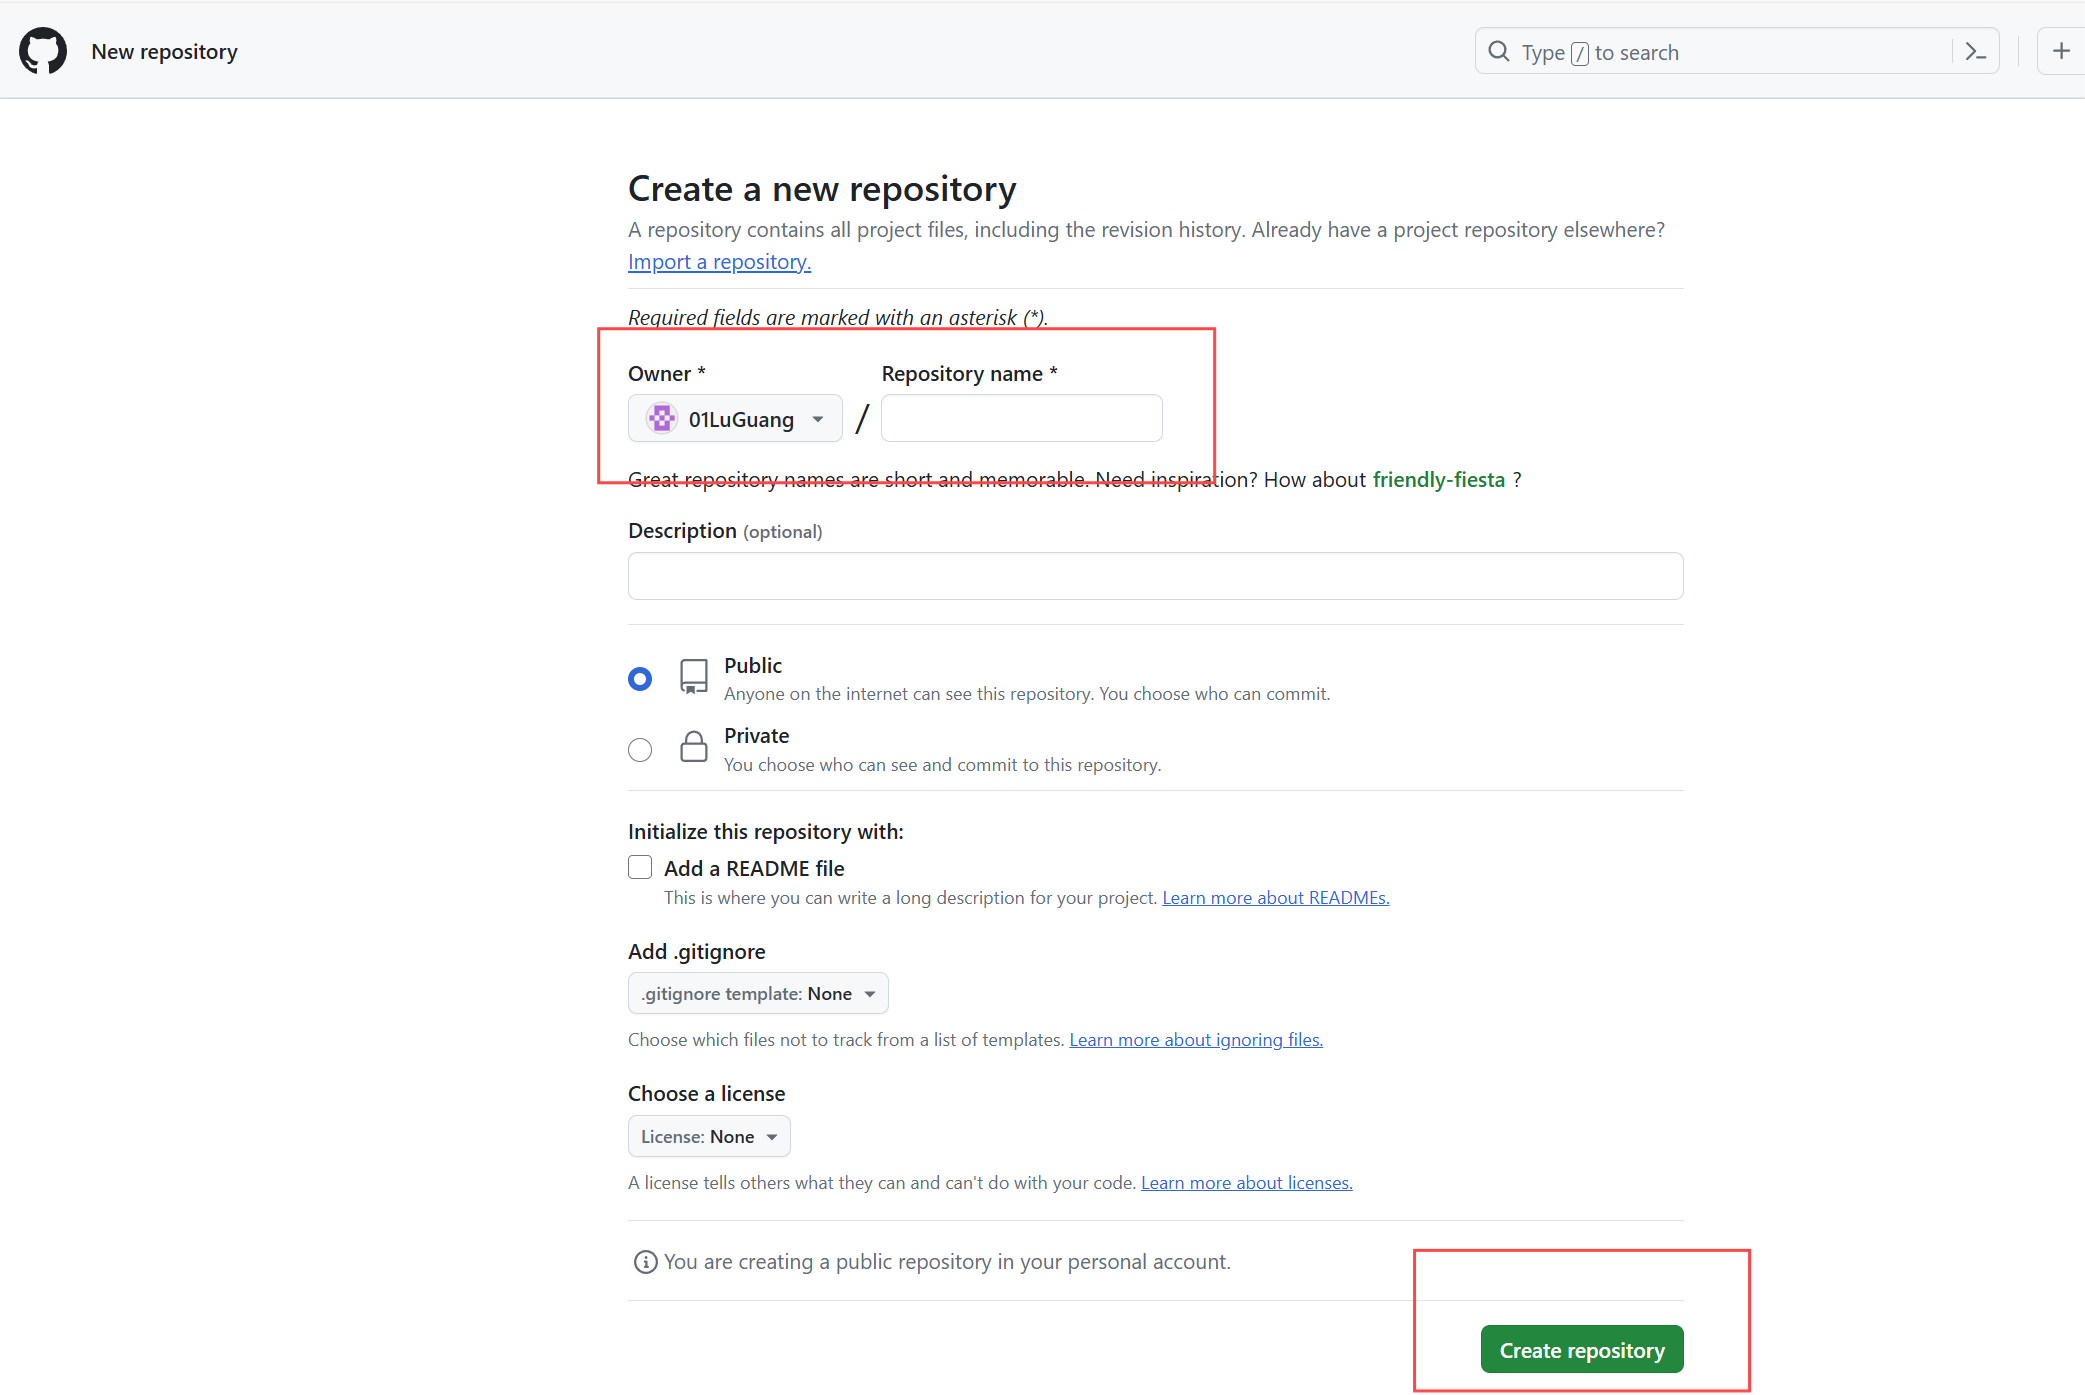 New repository
Type / to search
Create a new repository
A repository contains all project files, including the revision history. Already have a project repository elsewhere?
Import a repository.
Required fields are marked with an asterisk (*).
Owner * Repository name *
01LuGuang /
Great repository names are short and memorable. Need inspiration? How about friendly-fiesta ?
Description (optional)
Public
Anyone on the internet can see this repository. You choose who can commit.
Private
You choose who can see and commit to this repository.
Initialize this repository with:
Add a README file
This is where you can write a long description for your project. Learn more about READMEs.
Add .gitignore
.gitignore template: None
Choose which files not to track from a list of templates. Learn more about ignoring files.
Choose a license
License: None
A license tells others what they can and can't do with your code. Learn more about licenses.
You are creating a public repository in your personal account.
Create repository